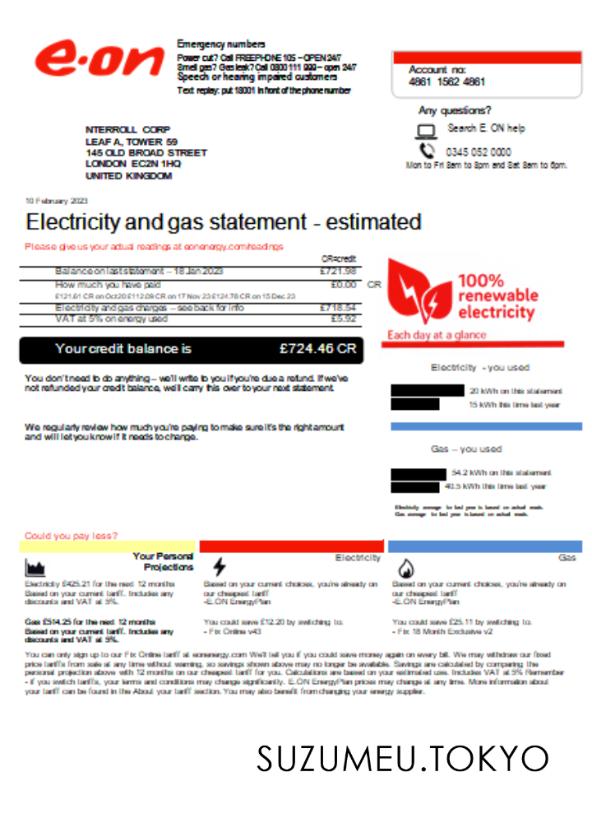 e·on
Emergency numbers
Power cut? Call FREEPHONE 105 – OPEN 24/7
Smell gas? Gas leak? Call 0800 111 999 – open 24/7
Speech or hearing impaired customers
Text replay: put 18001 in front of the phone number
Account no:
4861 1562 4861
Any questions?
Search E. ON help
0345 052 0000
Mon to Fri 8am to 8pm and Sat 8am to 6pm.
NTERROLL CORP
LEAF A, TOWER 59
145 OLD BROAD STREET
LONDON EC2N 1HQ
UNITED KINGDOM
10 February 2023
Electricity and gas statement - estimated
Please give us your actual readings at eonenergy.com/readings
CR=credit
Balance on last statement – 18 Jan 2023 £721.98
How much you have paid £0.00 CR
£121.61 CR on Oct 20 £112.09 CR on 17 Nov 23 £124.78 CR on 15 Dec 23
Electricity and gas charges – see back for info £718.54
VAT at 5% on energy used £5.92
Your credit balance is £724.46 CR
You don't need to do anything – we'll write to you if you're due a refund. If we've
not refunded your credit balance, we'll carry this over to your next statement.
We regularly review how much you're paying to make sure it's the right amount
and will let you know if it needs to change.
100%
renewable
electricity
Each day at a glance
Electricity - you used
20 kWh on this statement
15 kWh this time last year
Gas – you used
54.2 kWh on this statement
40.5 kWh this time last year
Electricity average to last year is based on actual reads.
Gas average to last year is based on actual reads.
Could you pay less?
Your Personal
Projections
Electricity £425.21 for the next 12 months
Based on your current tariff. Includes any
discounts and VAT at 5%.
Gas £514.25 for the next 12 months
Based on your current tariff. Includes any
discounts and VAT at 5%.
Electricity
Based on your current choices, you're already on
our cheapest tariff
-E.ON EnergyPlan
You could save £12.20 by switching to:
- Fix Online v43
Gas
Based on your current choices, you're already on
our cheapest tariff
-E.ON EnergyPlan
You could save £25.11 by switching to:
- Fix 18 Month Exclusive v2
You can only sign up to our Fix Online tariff at eonenergy.com We'll tell you if you could save money again on every bill. We may withdraw our fixed
price tariffs from sale at any time without warning, so savings shown above may no longer be available. Savings are calculated by comparing the
personal projection above with 12 months on our cheapest tariff for you. Calculations are based on your estimated use. Includes VAT at 5% Remember
- if you switch tariffs, your terms and conditions may change significantly. E.ON EnergyPlan prices may change at any time. More information about
your tariff can be found in the About your tariff section. You may also benefit from changing your energy supplier.
SUZUMEU.TOKYO